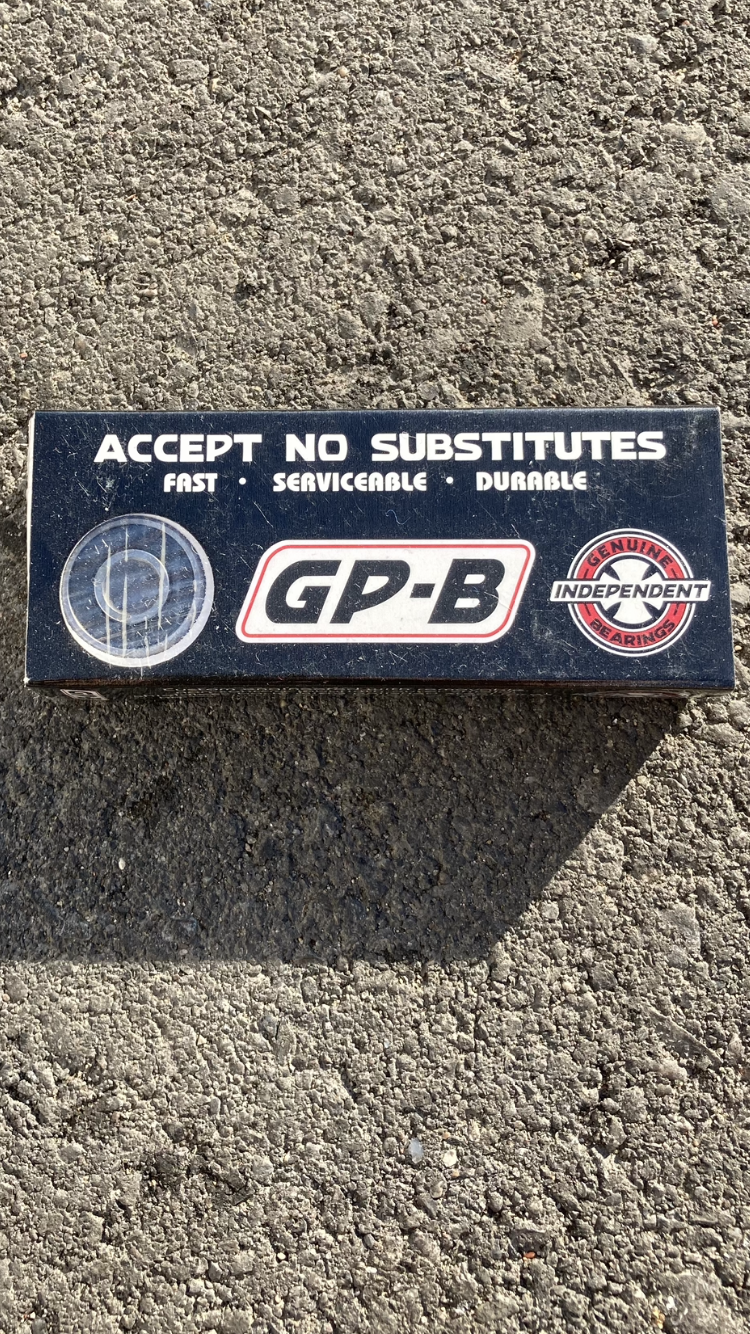 ACCEPT NO SUBSTITUTES
FAST • SERVICEABLE • DURABLE
GP-B
GENUINE
INDEPENDENT
BEARINGS